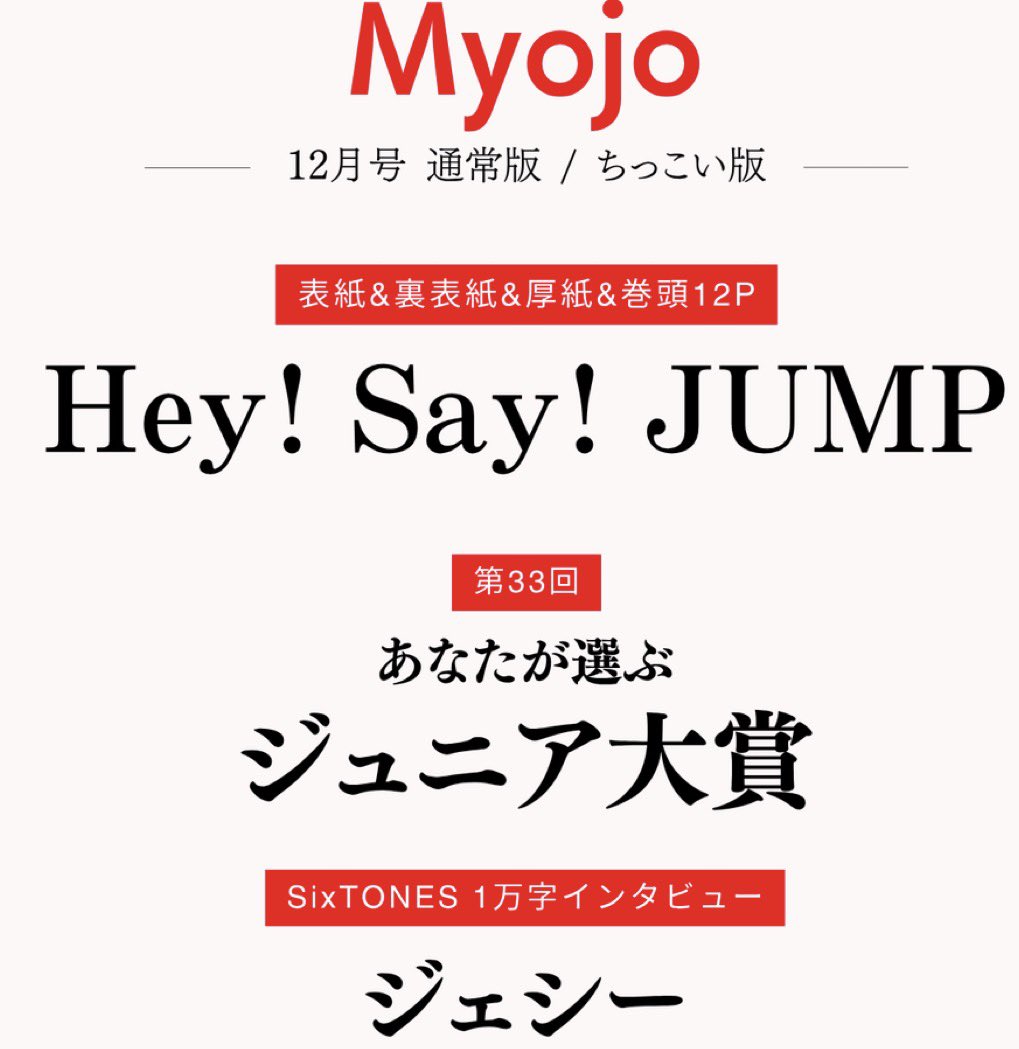 Myojo
12月号 通常版 / ちっこい版
表紙&裏表紙&厚紙&巻頭12P
Hey! Say! JUMP
第33回
あなたが選ぶ
ジュニア大賞
SixTONES 1万字インタビュー
ジェシー